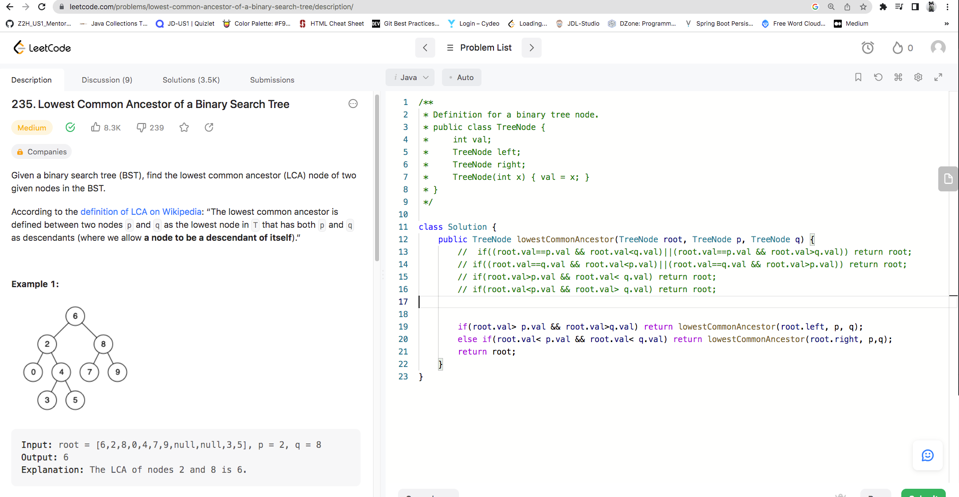 leetcode.com/problems/lowest-common-ancestor-of-a-binary-search-tree/description/
Z2H_US1_Mentor... Java Collections T... JD-US1 | Quizlet Color Palette: #F9... HTML Cheat Sheet DEV Git Best Practices... Login – Cydeo Loading... JDL-Studio DZone: Programm... Spring Boot Persis... Free Word Cloud... Medium »
LeetCode
Problem List
0
Description Discussion (9) Solutions (3.5K) Submissions
Java Auto
235. Lowest Common Ancestor of a Binary Search Tree
Medium 8.3K 239
Companies
Given a binary search tree (BST), find the lowest common ancestor (LCA) node of two
given nodes in the BST.
According to the definition of LCA on Wikipedia: "The lowest common ancestor is
defined between two nodes p and q as the lowest node in T that has both p and q
as descendants (where we allow a node to be a descendant of itself)."
Example 1:
6
2 8
0 4 7 9
3 5
Input: root = [6,2,8,0,4,7,9,null,null,3,5], p = 2, q = 8
Output: 6
Explanation: The LCA of nodes 2 and 8 is 6.
1 /**
2 * Definition for a binary tree node.
3 * public class TreeNode {
4 * int val;
5 * TreeNode left;
6 * TreeNode right;
7 * TreeNode(int x) { val = x; }
8 * }
9 */
10
11 class Solution {
12 public TreeNode lowestCommonAncestor(TreeNode root, TreeNode p, TreeNode q) {
13 // if((root.val==p.val && root.val<q.val)||(root.val==p.val && root.val>q.val)) return root;
14 // if((root.val==q.val && root.val<p.val)||(root.val==q.val && root.val>p.val)) return root;
15 // if(root.val>p.val && root.val< q.val) return root;
16 // if(root.val<p.val && root.val> q.val) return root;
17
18
19 if(root.val> p.val && root.val>q.val) return lowestCommonAncestor(root.left, p, q);
20 else if(root.val< p.val && root.val< q.val) return lowestCommonAncestor(root.right, p,q);
21 return root;
22 }
23 }